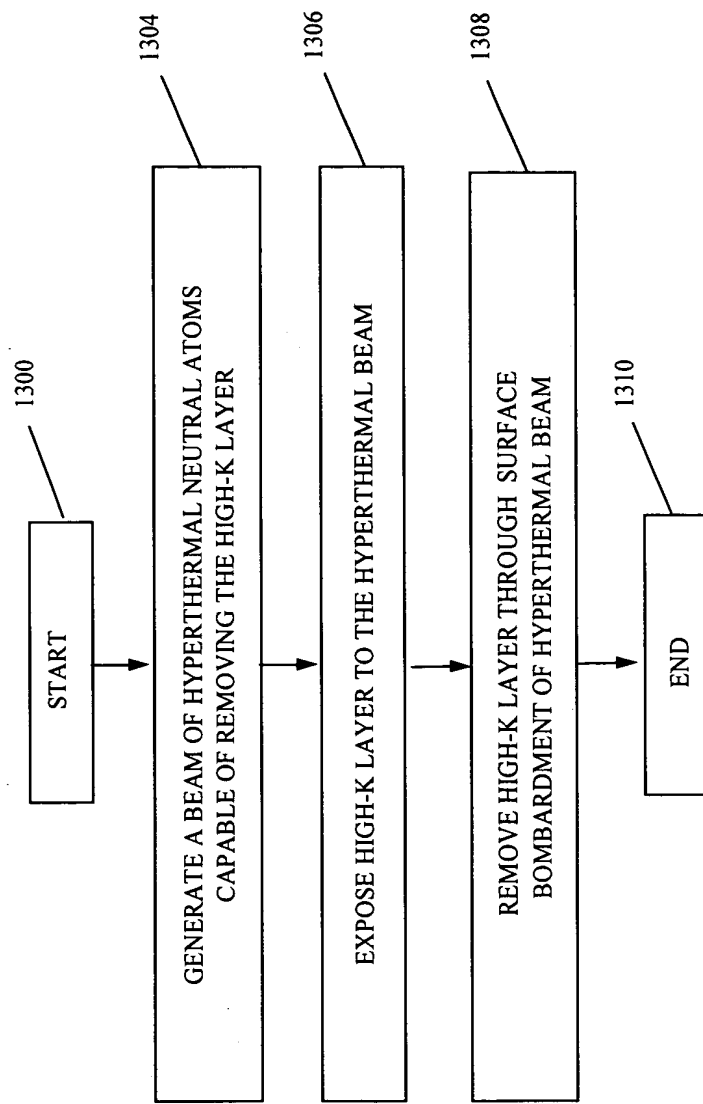 START
1300
GENERATE A BEAM OF HYPERTHERMAL NEUTRAL ATOMS
CAPABLE OF REMOVING THE HIGH-K LAYER
1304
EXPOSE HIGH-K LAYER TO THE HYPERTHERMAL BEAM
1306
REMOVE HIGH-K LAYER THROUGH SURFACE
BOMBARDMENT OF HYPERTHERMAL BEAM
1308
END
1310